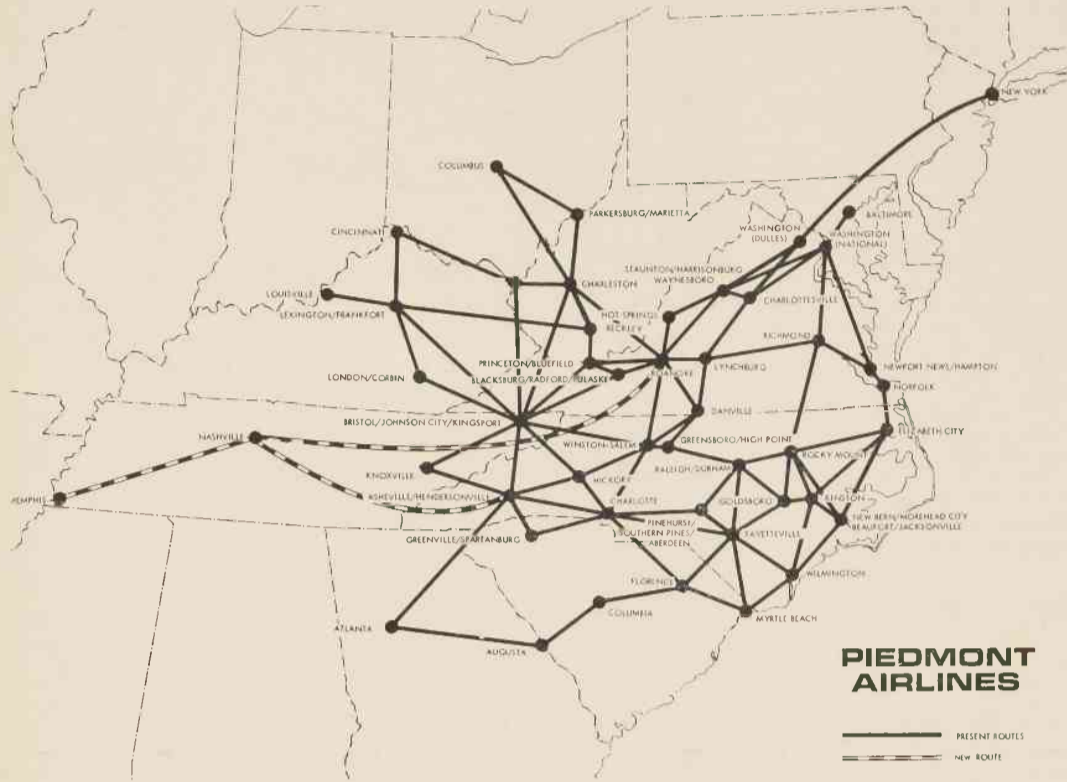 NEW YORK
COLUMBUS
PARKERSBURG/MARIETTA
BALTIMORE
WASHINGTON
(DULLES)
WASHINGTON
(NATIONAL)
CINCINNATI
STAUNTON/HARRISONBURG
WAYNESBORO
CHARLESTON
LOUISVILLE
CHARLOTTESVILLE
LEXINGTON/FRANKFORT
HOT SPRINGS
BECKLEY
RICHMOND
PRINCETON/BLUEFIELD
LYNCHBURG
NEWPORT NEWS/HAMPTON
LONDON/CORBIN
BLACKSBURG/RADFORD/PULASKI
ROANOKE
NORFOLK
DANVILLE
BRISTOL/JOHNSON CITY/KINGSPORT
ELIZABETH CITY
NASHVILLE
WINSTON-SALEM
GREENSBORO/HIGH POINT
ROCKY MOUNT
KNOXVILLE
RALEIGH/DURHAM
HICKORY
MEMPHIS
ASHEVILLE/HENDERSONVILLE
CHARLOTTE
GOLDSBORO
KINSTON
PINEHURST/
SOUTHERN PINES/
ABERDEEN
NEW BERN/MOREHEAD CITY
BEAUFORT/JACKSONVILLE
GREENVILLE/SPARTANBURG
FAYETTEVILLE
FLORENCE
WILMINGTON
COLUMBIA
MYRTLE BEACH
ATLANTA
AUGUSTA
PIEDMONT
AIRLINES
PRESENT ROUTES
NEW ROUTE